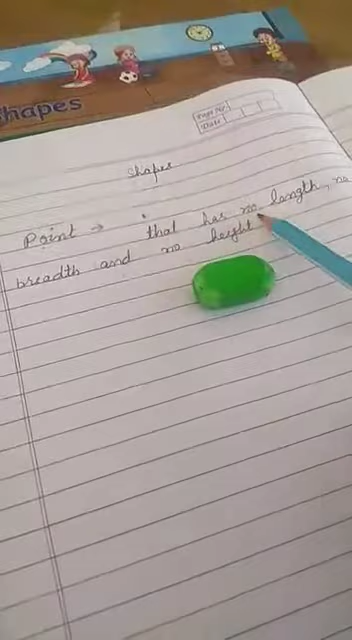 Shapes
Page No.
Date
Shapes
Point → that has no length, no
breadth and no height